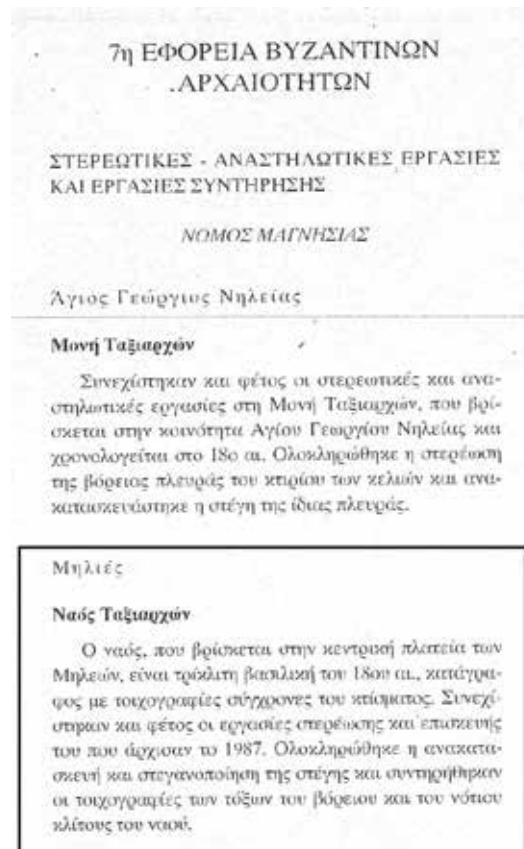 7η ΕΦΟΡΕΙΑ ΒΥΖΑΝΤΙΝΩΝ
ΑΡΧΑΙΟΤΗΤΩΝ
ΣΤΕΡΕΩΤΙΚΕΣ - ΑΝΑΣΤΗΛΩΤΙΚΕΣ ΕΡΓΑΣΙΕΣ
ΚΑΙ ΕΡΓΑΣΙΕΣ ΣΥΝΤΗΡΗΣΗΣ
ΝΟΜΟΣ ΜΑΓΝΗΣΙΑΣ
Άγιος Γεώργιος Νηλείας
Μονή Ταξιαρχών
Συνεχίστηκαν και φέτος οι στερεωτικές και ανα-
στηλωτικές εργασίες στη Μονή Ταξιαρχών, που βρί-
σκεται στην κοινότητα Αγίου Γεωργίου Νηλείας και
χρονολογείται στο 18ο αι. Ολοκληρώθηκε η στερέωση
της βόρειας πλευράς του κτιρίου των κελιών και ανα-
κατασκευάστηκε η στέγη της ίδιας πλευράς.
Μηλιές
Ναός Ταξιαρχών
Ο ναός, που βρίσκεται στην κεντρική πλατεία των
Μηλεών, είναι τρίκλιτη βασιλική του 18ου αι., κατάγρα-
φος με τοιχογραφίες σύγχρονες του κτίσματος. Συνεχί-
στηκαν και φέτος οι εργασίες στερέωσης και επισκευής
του που άρχισαν το 1987. Ολοκληρώθηκε η ανακατα-
σκευή και στεγανοποίηση της στέγης και συντηρήθηκαν
οι τοιχογραφίες των τόξων του βόρειου και του νότιου
κλίτους του ναού.